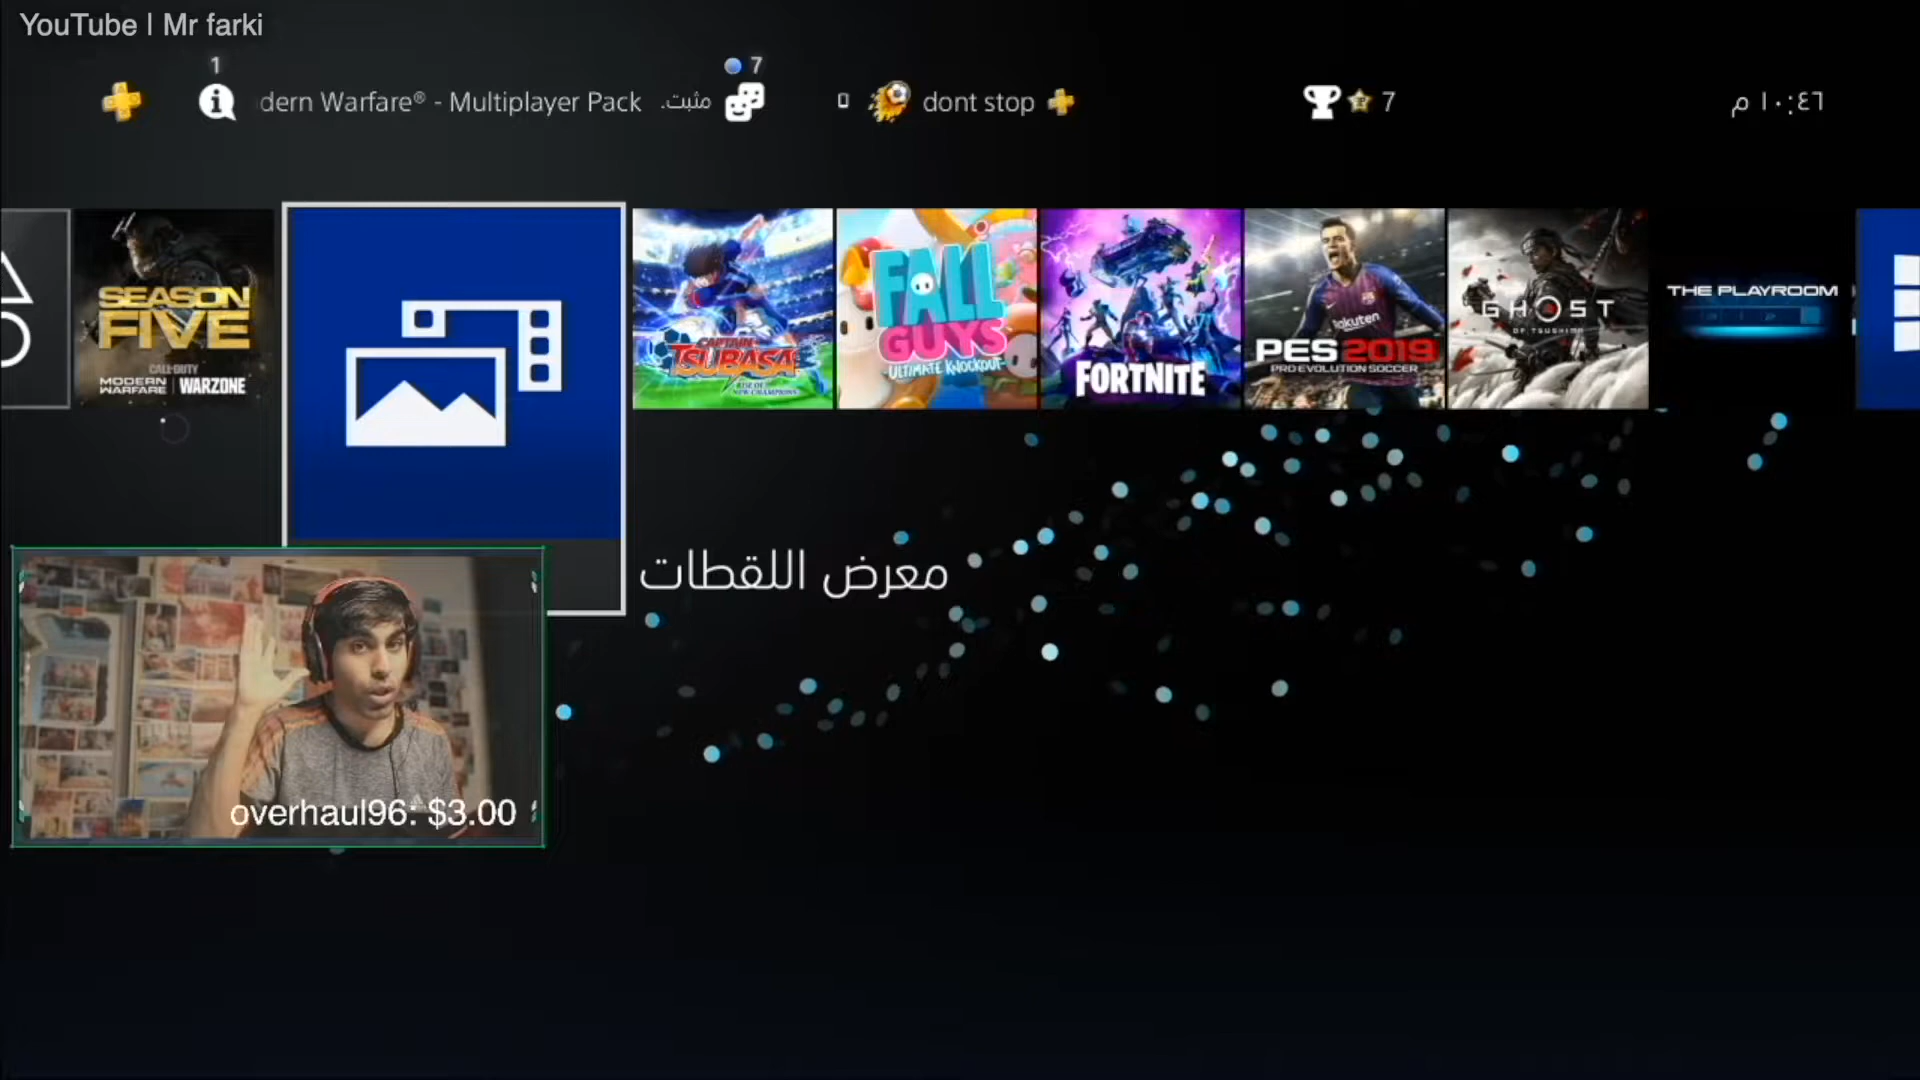 YouTube | Mr farki
1
7
dern Warfare® - Multiplayer Pack
مثبت.
dont stop
7
١٠:٤٦ م
SEASON
FIVE
CALL OF DUTY
MODERN
WARFARE | WARZONE
CAPTAIN
TSUBASA
RISE OF
NEW CHAMPIONS
FALL
GUYS
ULTIMATE KNOCKOUT
FORTNITE
Rakuten
PES 2019
PRO EVOLUTION SOCCER
GHOST
OF TSUSHIMA
THE PLAYROOM
معرض اللقطات
overhaul96: $3.00